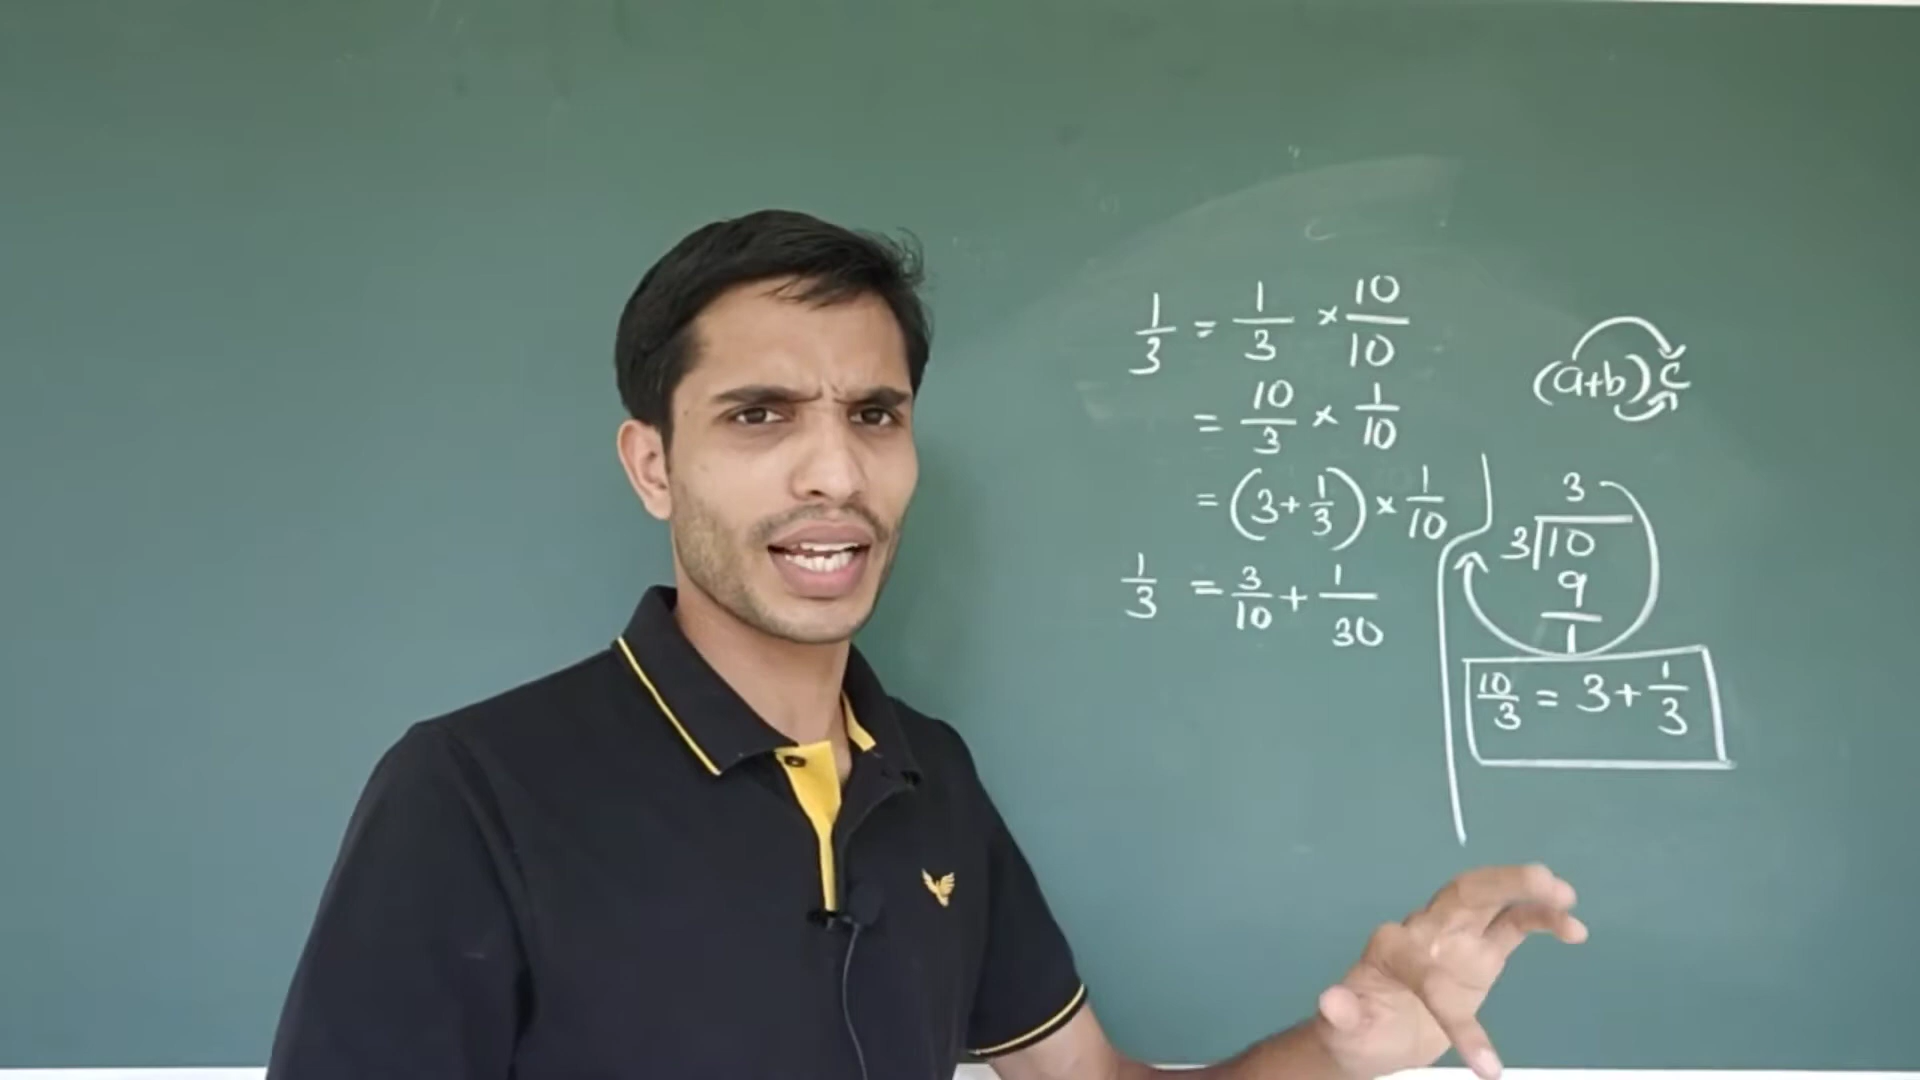 1/3 = 1/3 × 10/10
= 10/3 × 1/10
= (3 + 1/3) × 1/10
1/3 = 3/10 + 1/30
(a+b) c
3
3 10
9
1
10/3 = 3 + 1/3